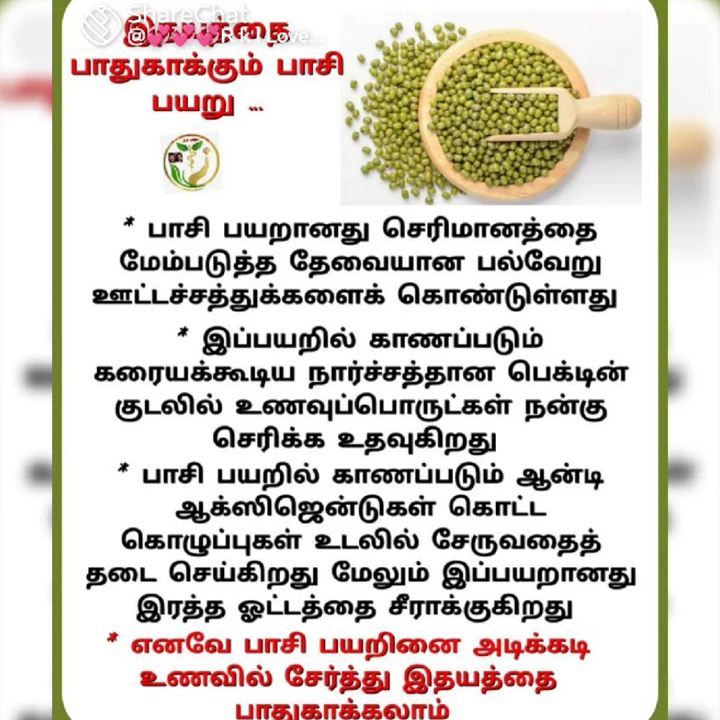 ShareChat
இதயத்தை
பாதுகாக்கும் பாசி
பயறு ...
* பாசி பயறானது செரிமானத்தை
மேம்படுத்த தேவையான பல்வேறு
ஊட்டச்சத்துக்களைக் கொண்டுள்ளது
* இப்பயறில் காணப்படும்
கரையக்கூடிய நார்ச்சத்தான பெக்டின்
குடலில் உணவுப்பொருட்கள் நன்கு
செரிக்க உதவுகிறது
* பாசி பயறில் காணப்படும் ஆன்டி
ஆக்ஸிஜென்டுகள் கொட்ட
கொழுப்புகள் உடலில் சேருவதைத்
தடை செய்கிறது மேலும் இப்பயறானது
இரத்த ஓட்டத்தை சீராக்குகிறது
* எனவே பாசி பயறினை அடிக்கடி
உணவில் சேர்த்து இதயத்தை
பாதுகாக்கலாம்